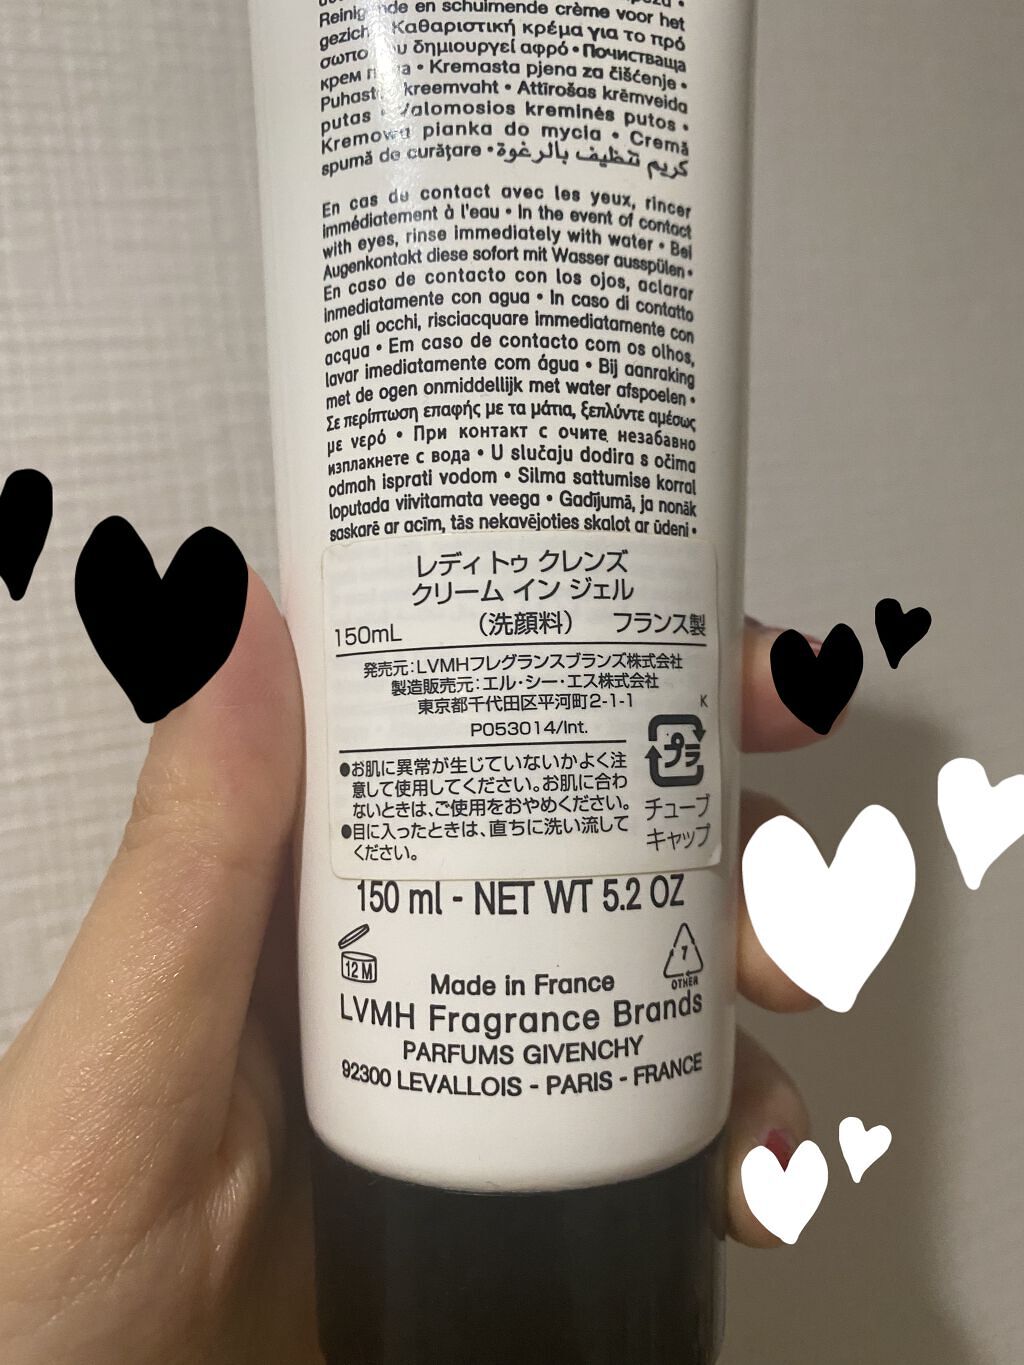 Reinig nde en schuimende crème voor het
gezich Καθαριστική κρέμα για το πρό
σωπο υ δημιουργεί αφρό • Почистваща
крем п а • Kremasta pjena za čišćenje •
Puhast kreemvaht • Attīrošas krēmveida
putas • Valomosios kreminės putos •
Kremowa pianka do mycia • Cremă
spumă de curățare • كريم تنظيف بالرغوة
En cas de contact avec les yeux, rincer
immédiatement à l'eau • In the event of contact
with eyes, rinse immediately with water • Bei
Augenkontakt diese sofort mit Wasser ausspülen •
En caso de contacto con los ojos, aclarar
inmediatamente con agua • In caso di contatto
con gli occhi, risciacquare immediatamente con
acqua • Em caso de contacto com os olhos,
lavar imediatamente com água • Bij aanraking
met de ogen onmiddellijk met water afspoelen •
Σε περίπτωση επαφής με τα μάτια, ξεπλύντε αμέσως
με νερό • При контакт с очите незабавно
изплакнете с вода • U slučaju dodira s očima
odmah isprati vodom • Silma sattumise korral
loputada viivitamata veega • Gadījumā, ja nonāk
saskarē ar acīm, tās nekavējoties skalot ar ūdeni •
レディ トゥ クレンズ
クリーム イン ジェル
150mL (洗顔料) フランス製
発売元:LVMHフレグランスブランズ株式会社
製造販売元:エル・シー・エス株式会社
東京都千代田区平河町2-1-1 K
P053014/Int.
●お肌に異常が生じていないかよく注
意して使用してください。お肌に合わ
ないときは、ご使用をおやめください。
●目に入ったときは、直ちに洗い流して
ください。
プラ
チューブ
キャップ
150 ml - NET WT 5.2 OZ
12 M
7
OTHER
Made in France
LVMH Fragrance Brands
PARFUMS GIVENCHY
92300 LEVALLOIS - PARIS - FRANCE